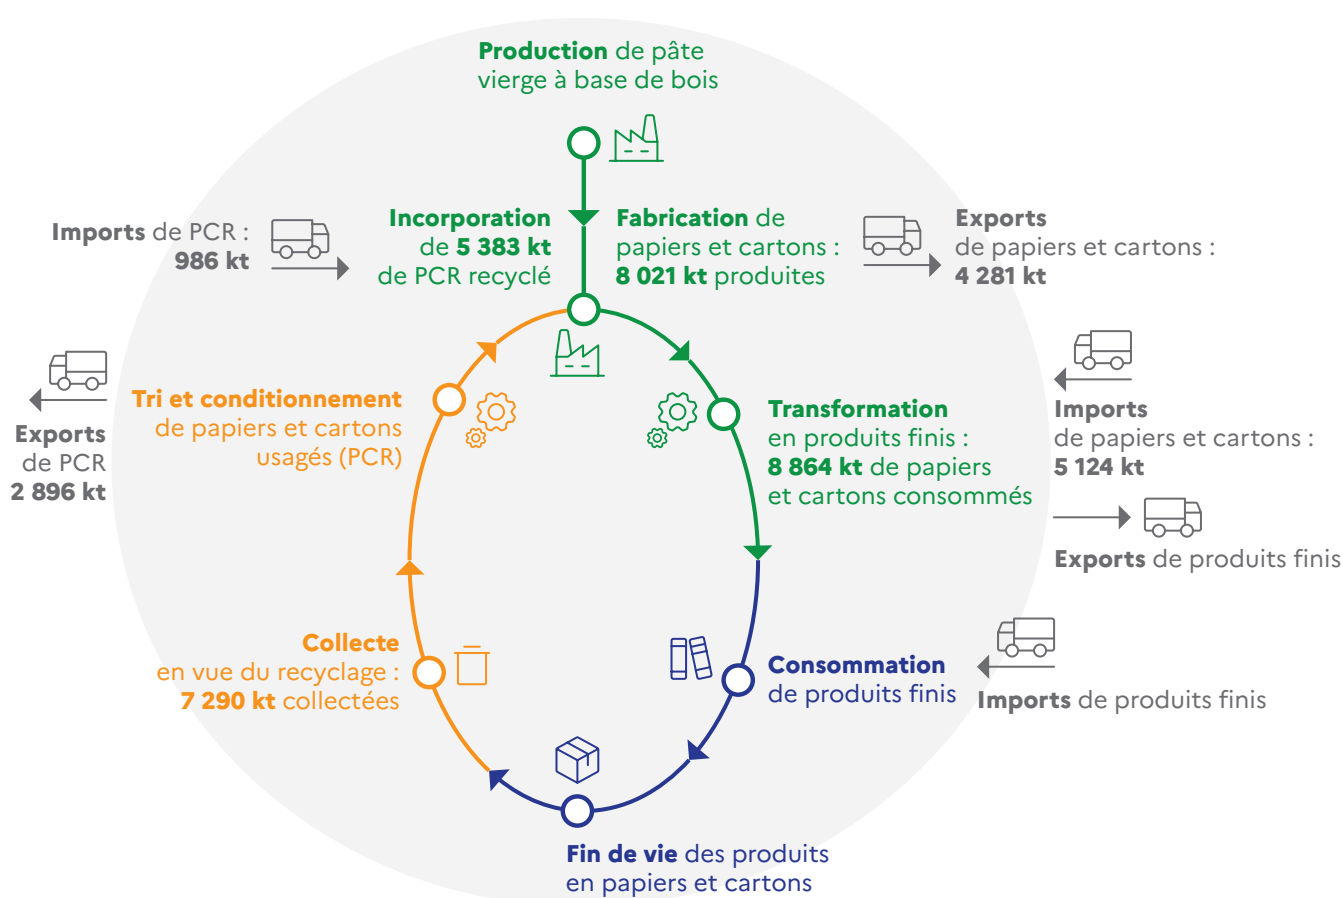 Production de pâte
vierge à base de bois
Imports de PCR :
986 kt
Incorporation
de 5 383 kt
de PCR recyclé
Fabrication de
papiers et cartons :
8 021 kt produites
Exports
de papiers et cartons :
4 281 kt
Exports
de PCR
2 896 kt
Tri et conditionnement
de papiers et cartons
usagés (PCR)
Transformation
en produits finis :
8 864 kt de papiers
et cartons consommés
Imports
de papiers et cartons :
5 124 kt
Exports de produits finis
Collecte
en vue du recyclage :
7 290 kt collectées
Consommation
de produits finis
Imports de produits finis
Fin de vie des produits
en papiers et cartons